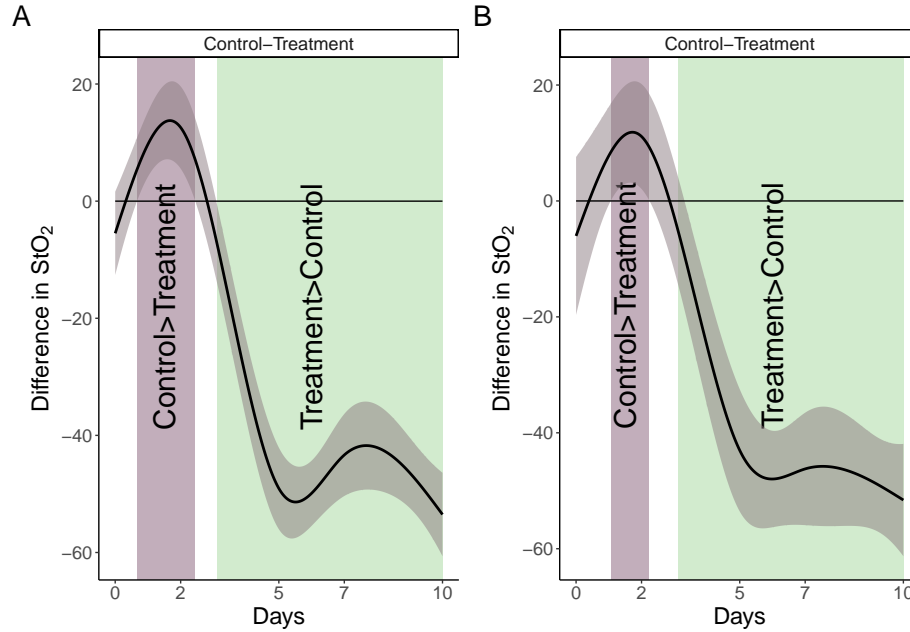 A
Control−Treatment
Difference in StO₂
20
0
−20
−40
−60
Control>Treatment
Treatment>Control
0
2
5
7
10
Days
B
Control−Treatment
Difference in StO₂
20
0
−20
−40
−60
Control>Treatment
Treatment>Control
0
2
5
7
10
Days